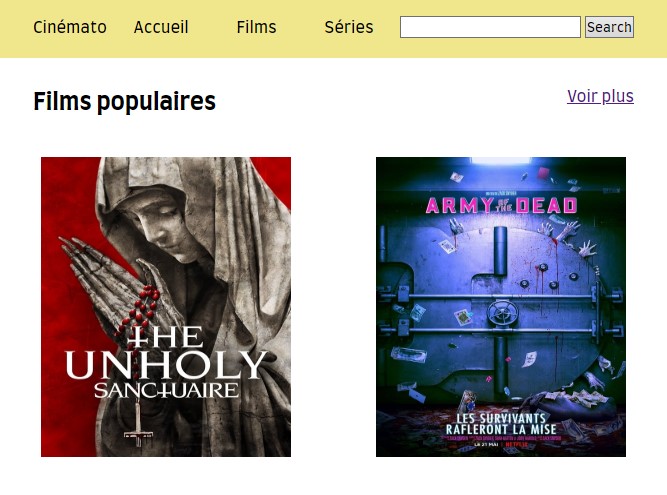 Cinémato Accueil Films Séries Search
Films populaires Voir plus
THE
UNHOLY
SANCTUAIRE
ARMY OF THE DEAD
LES SURVIVANTS
RAFLERONT LA MISE
LE 21 MAI NETFLIX